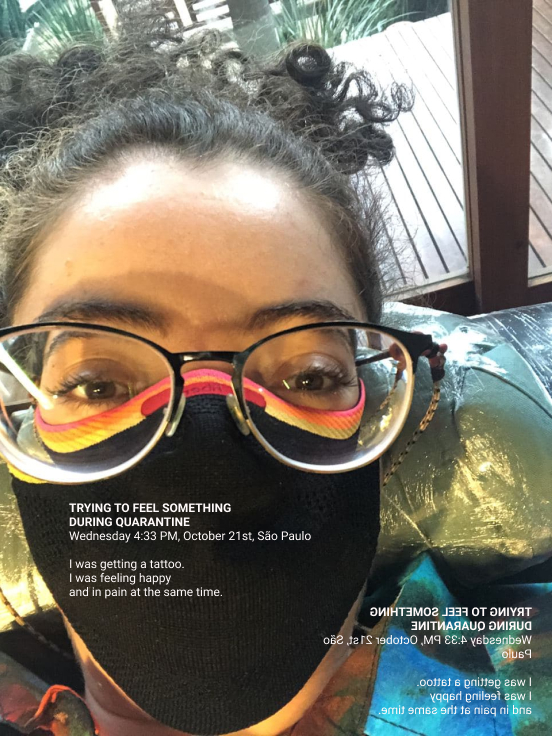 TRYING TO FEEL SOMETHING
DURING QUARANTINE
Wednesday 4:33 PM, October 21st, São Paulo
I was getting a tattoo.
I was feeling happy
and in pain at the same time.
TRYING TO FEEL SOMETHING
DURING QUARANTINE
Wednesday 4:33 PM, October 21st, São
Paulo
I was getting a tattoo.
I was feeling happy
and in pain at the same time.